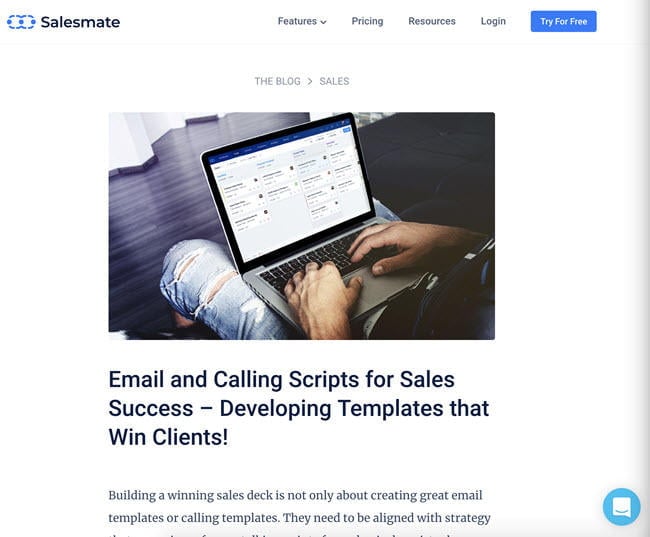 Salesmate
Features
Pricing
Resources
Login
Try For Free
THE BLOG > SALES
Email and Calling Scripts for Sales
Success – Developing Templates that
Win Clients!
Building a winning sales deck is not only about creating great email
templates or calling templates. They need to be aligned with strategy